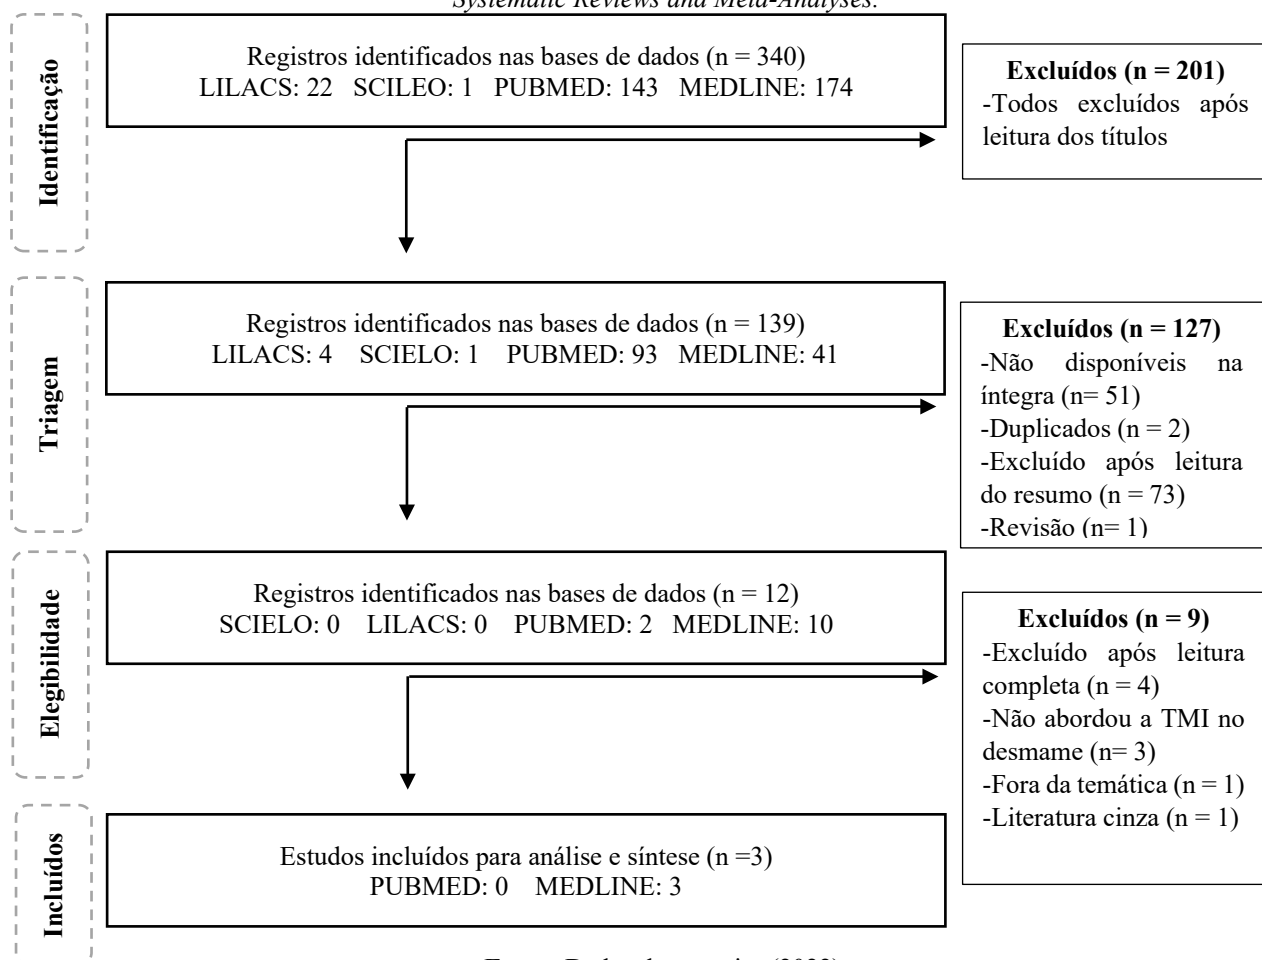 Systematic Reviews and Meta-Analyses.
Identificação
Registros identificados nas bases de dados (n = 340)
LILACS: 22 SCILEO: 1 PUBMED: 143 MEDLINE: 174
Excluídos (n = 201)
-Todos excluídos após
leitura dos títulos
Triagem
Registros identificados nas bases de dados (n = 139)
LILACS: 4 SCIELO: 1 PUBMED: 93 MEDLINE: 41
Excluídos (n = 127)
-Não disponíveis na
íntegra (n= 51)
-Duplicados (n = 2)
-Excluído após leitura
do resumo (n = 73)
-Revisão (n= 1)
Elegibilidade
Registros identificados nas bases de dados (n = 12)
SCIELO: 0 LILACS: 0 PUBMED: 2 MEDLINE: 10
Excluídos (n = 9)
-Excluído após leitura
completa (n = 4)
-Não abordou a TMI no
desmame (n= 3)
-Fora da temática (n = 1)
-Literatura cinza (n = 1)
Incluídos
Estudos incluídos para análise e síntese (n =3)
PUBMED: 0 MEDLINE: 3